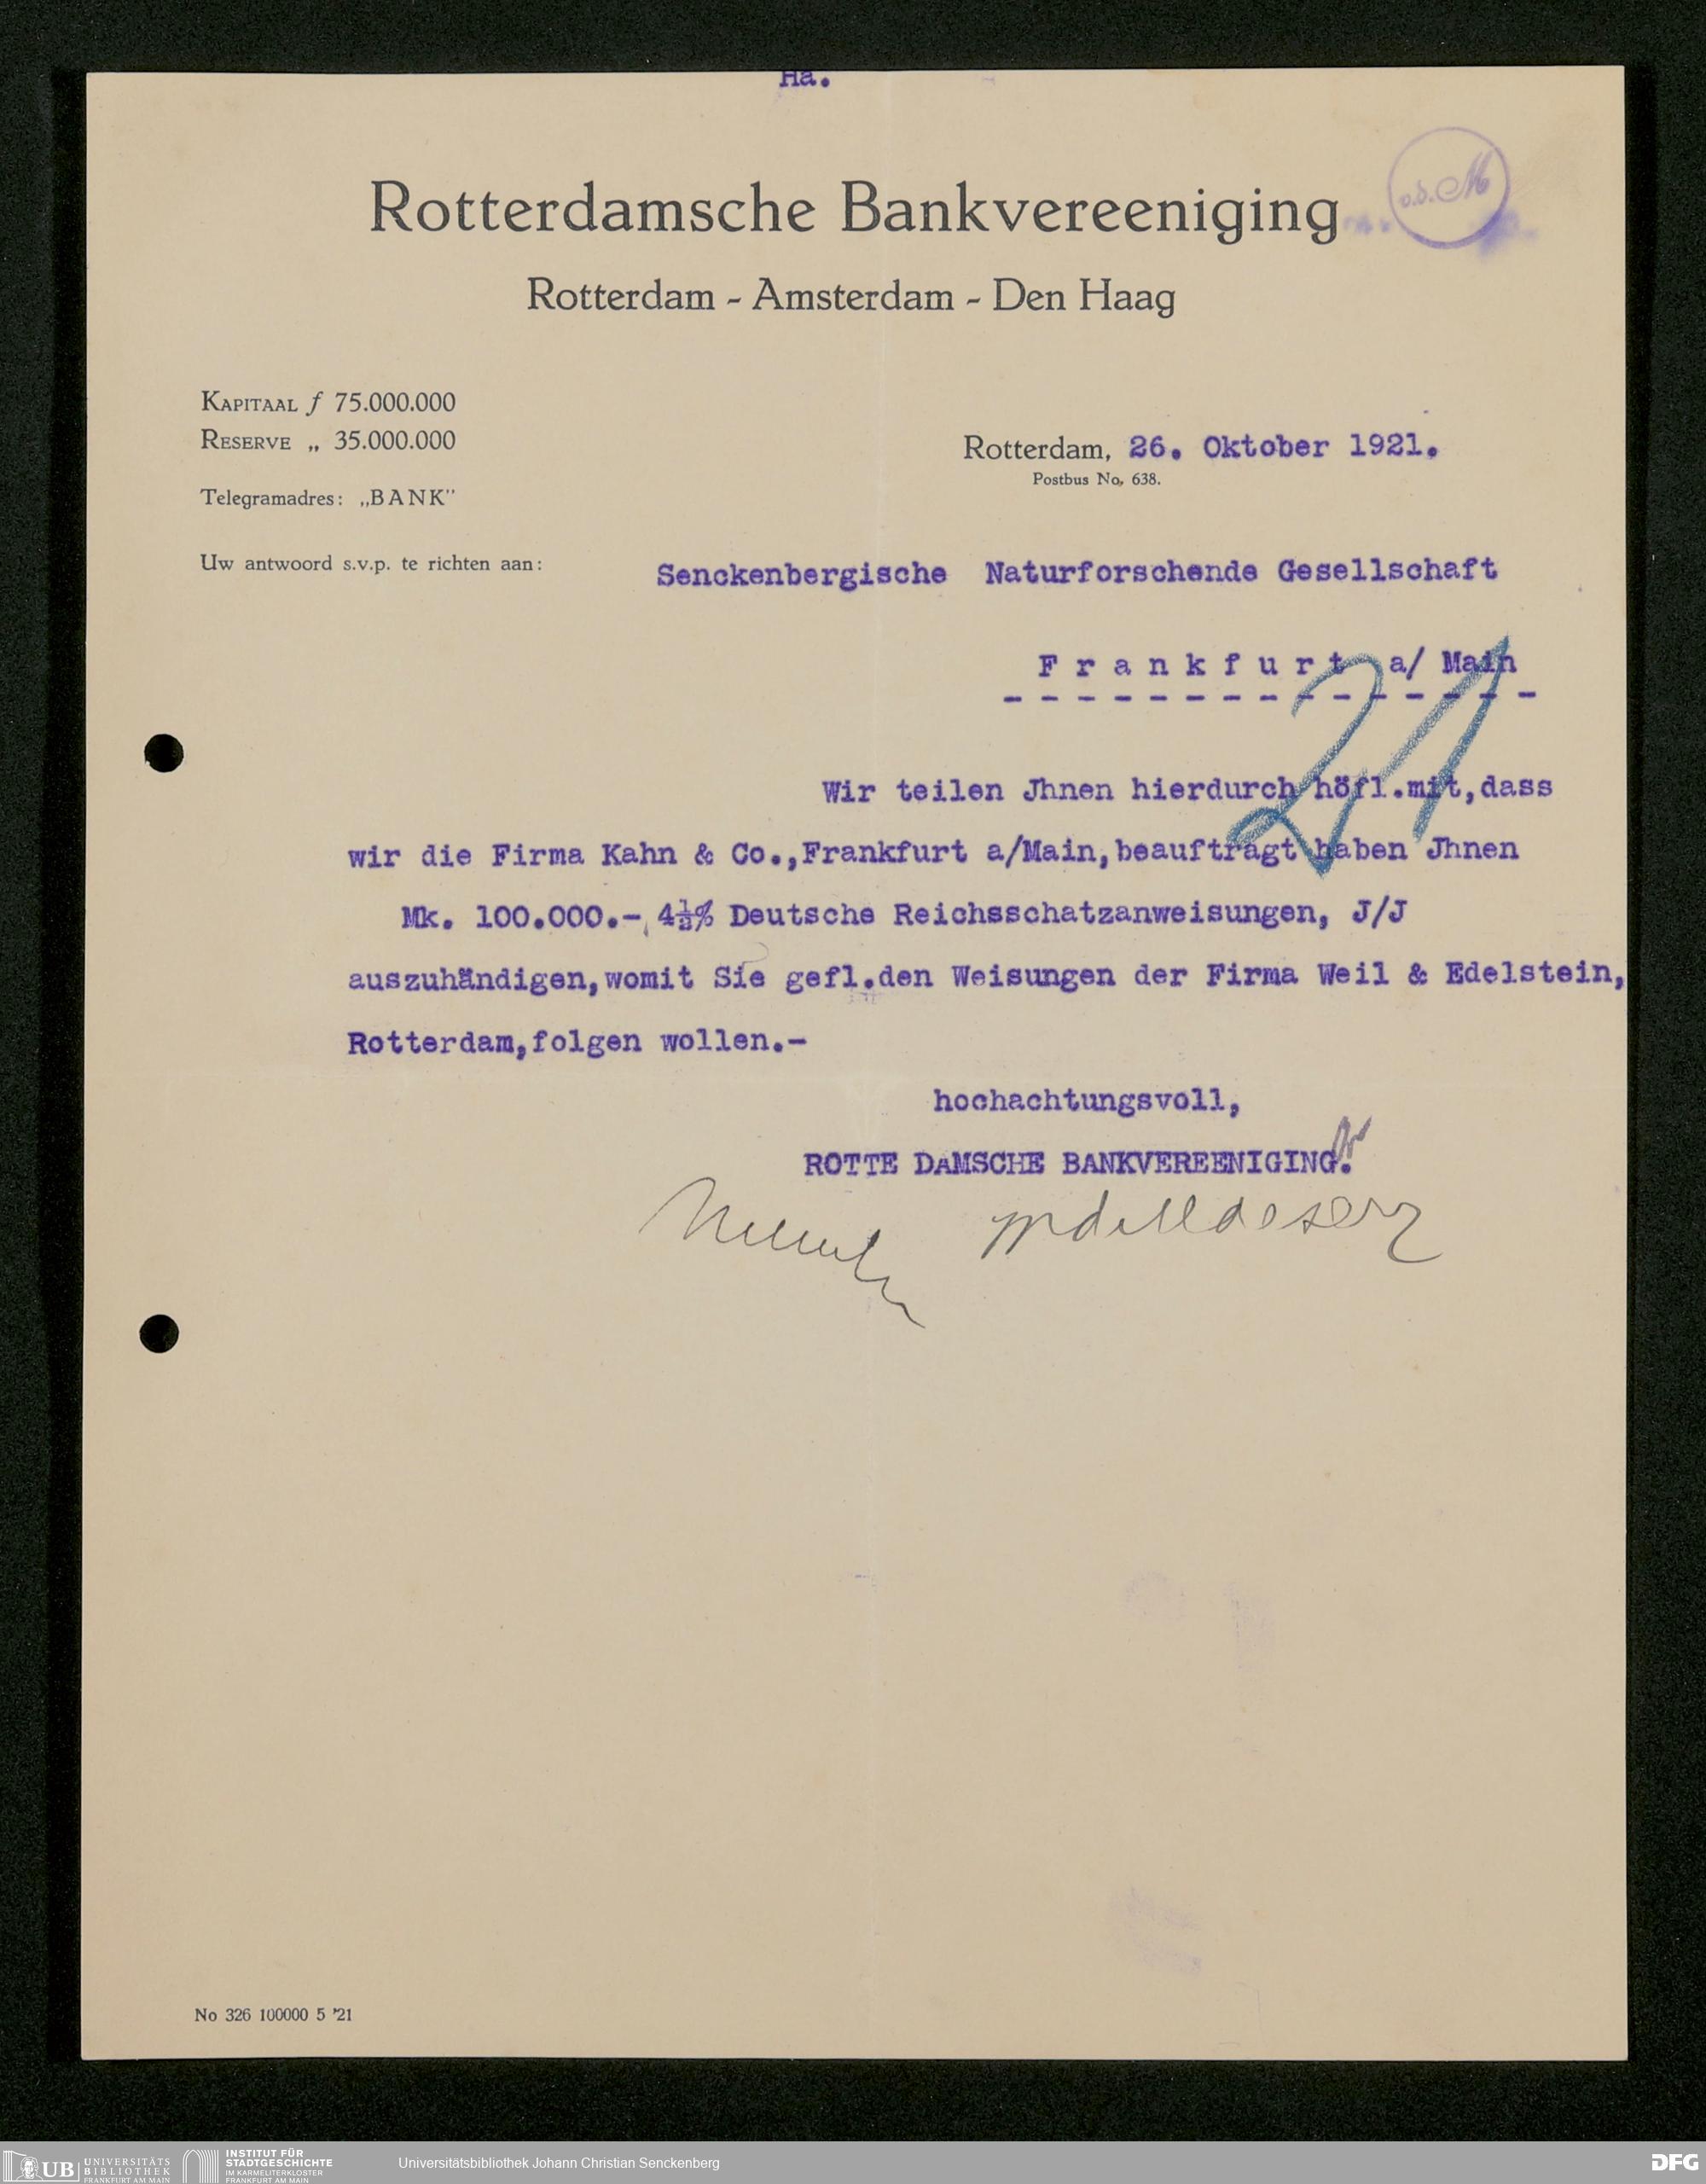 Ha.
Rotterdamsche Bankvereeniging
Rotterdam - Amsterdam - Den Haag
KAPITAAL f 75.000.000
RESERVE „ 35.000.000
Rotterdam, 26. Oktober 1921.
Postbus No. 638.
Telegramadres: „BANK"
Uw antwoord s.v.p. te richten aan:
Senckenbergische Naturforschende Gesellschaft
F r a n k f u r t a/ Main
- - - - - - - - - - - - - - -
21
Wir teilen Jhnen hierdurch höfl.mit,dass
wir die Firma Kahn & Co.,Frankfurt a/Main,beauftragt haben Jhnen
Mk. 100.000.-, 4½% Deutsche Reichsschatzanweisungen, J/J
auszuhändigen,womit Sie gefl.den Weisungen der Firma Weil & Edelstein,
Rotterdam,folgen wollen.-
hochachtungsvoll,
ROTTE DAMSCHE BANKVEREENIGING.
No 326 100000 5 '21
UB UNIVERSITÄTS
BIBLIOTHEK
FRANKFURT AM MAIN
INSTITUT FÜR
STADTGESCHICHTE
IM KARMELITERKLOSTER
FRANKFURT AM MAIN
Universitätsbibliothek Johann Christian Senckenberg
DFG